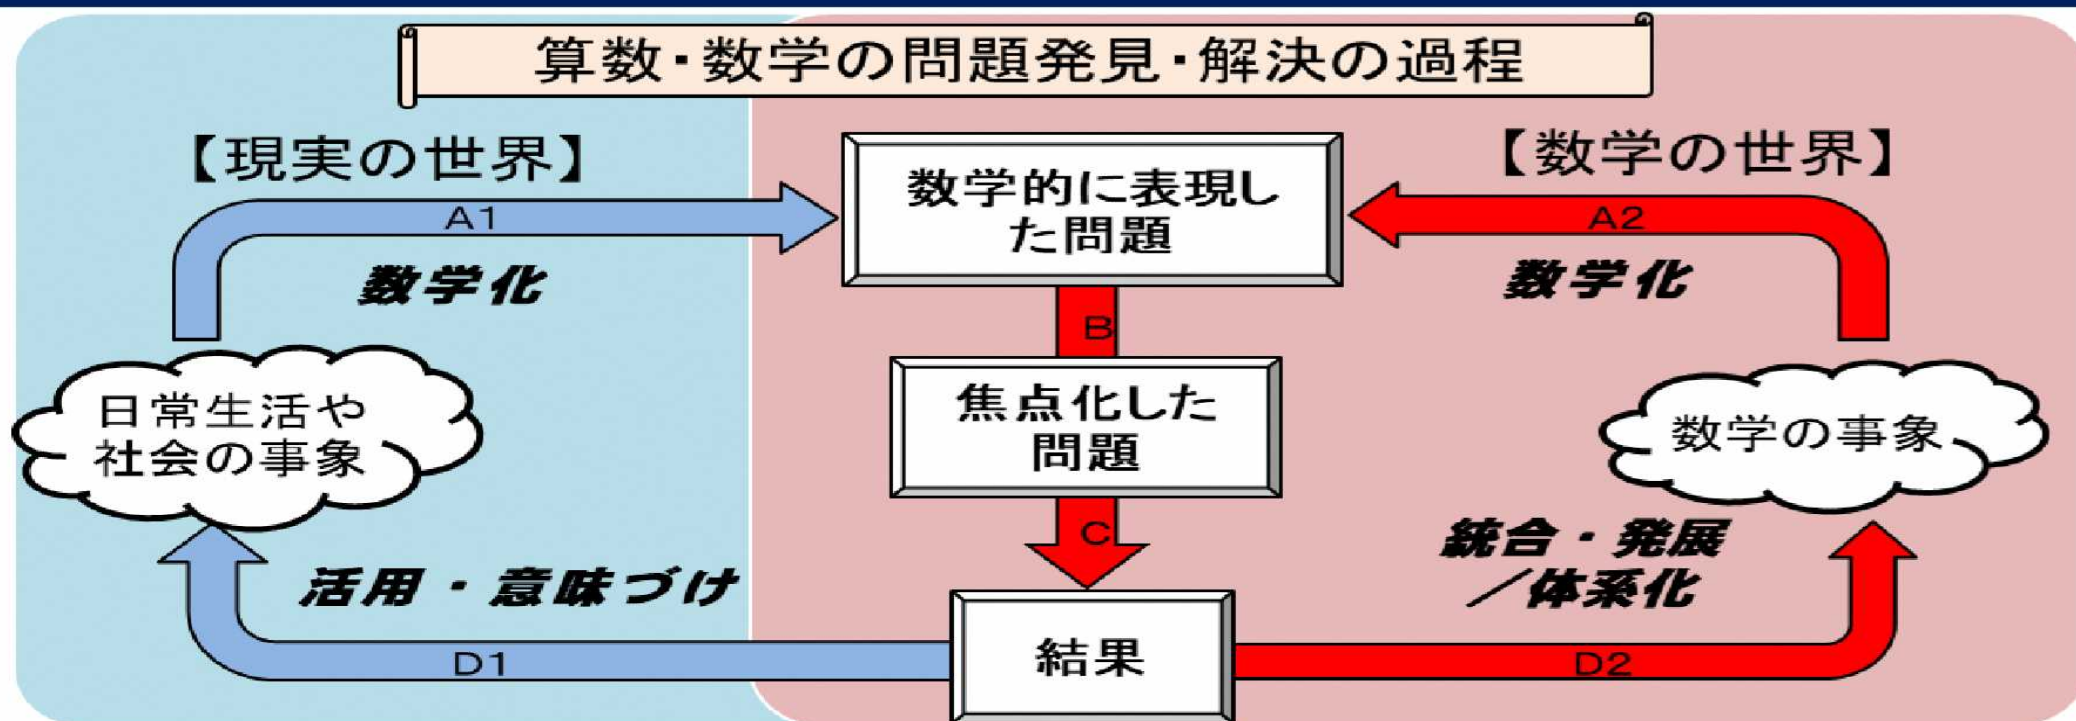 算数・数学の問題発見・解決の過程
【現実の世界】
【数学の世界】
A1
数学化
数学的に表現し
た問題
A2
数学化
B
日常生活や
社会の事象
焦点化した
問題
数学の事象
C
活用・意味づけ
統合・発展
／体系化
D1
結果
D2